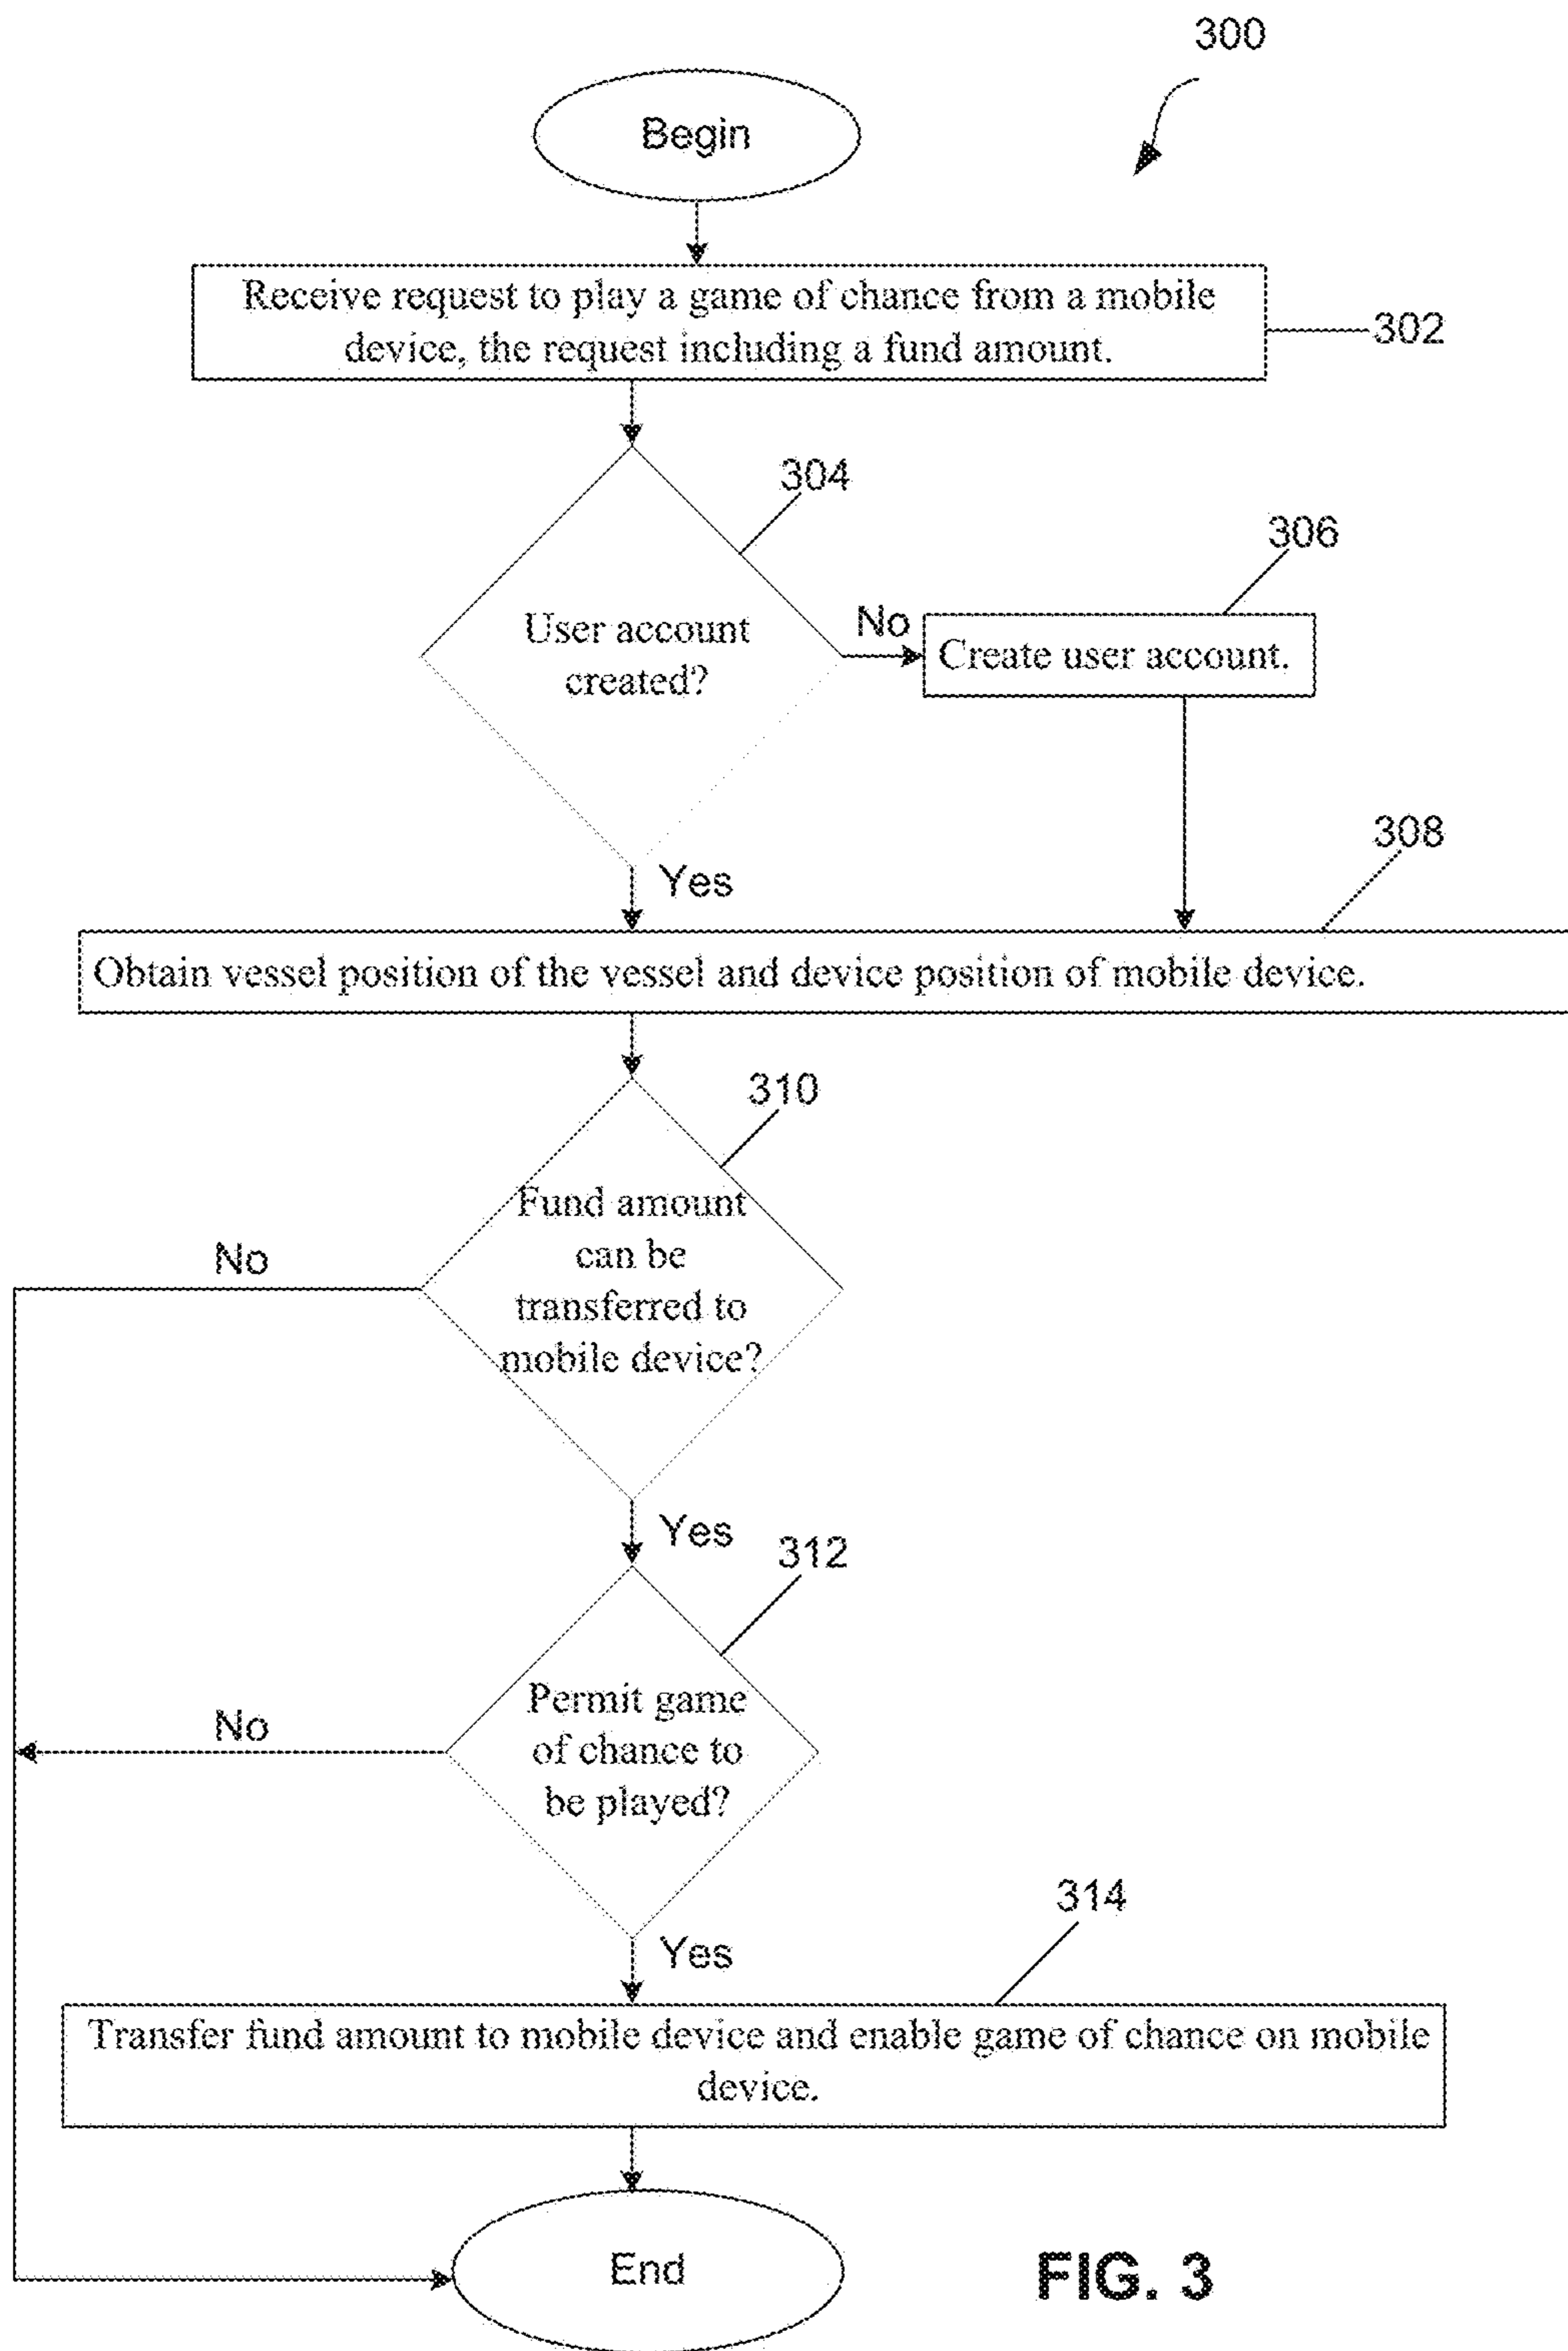 300
Begin
Receive request to play a game of chance from a mobile
device, the request including a fund amount.
302
304
306
User account
created?
No
Create user account.
308
Yes
Obtain vessel position of the vessel and device position of mobile device.
310
Fund amount
can be
transferred to
mobile device?
No
Yes
312
Permit game
of chance to
be played?
No
314
Yes
Transfer fund amount to mobile device and enable game of chance on mobile
device.
End
FIG. 3